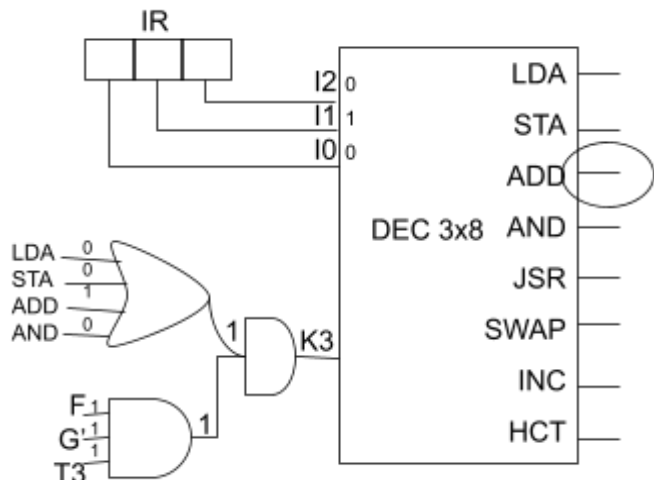 IR
I2 0
I1 1
I0 0
DEC 3x8
LDA
STA
ADD
AND
JSR
SWAP
INC
HCT
LDA 0
STA 0
ADD 1
AND 0
1
K3
F 1
G' 1
T3 1
1